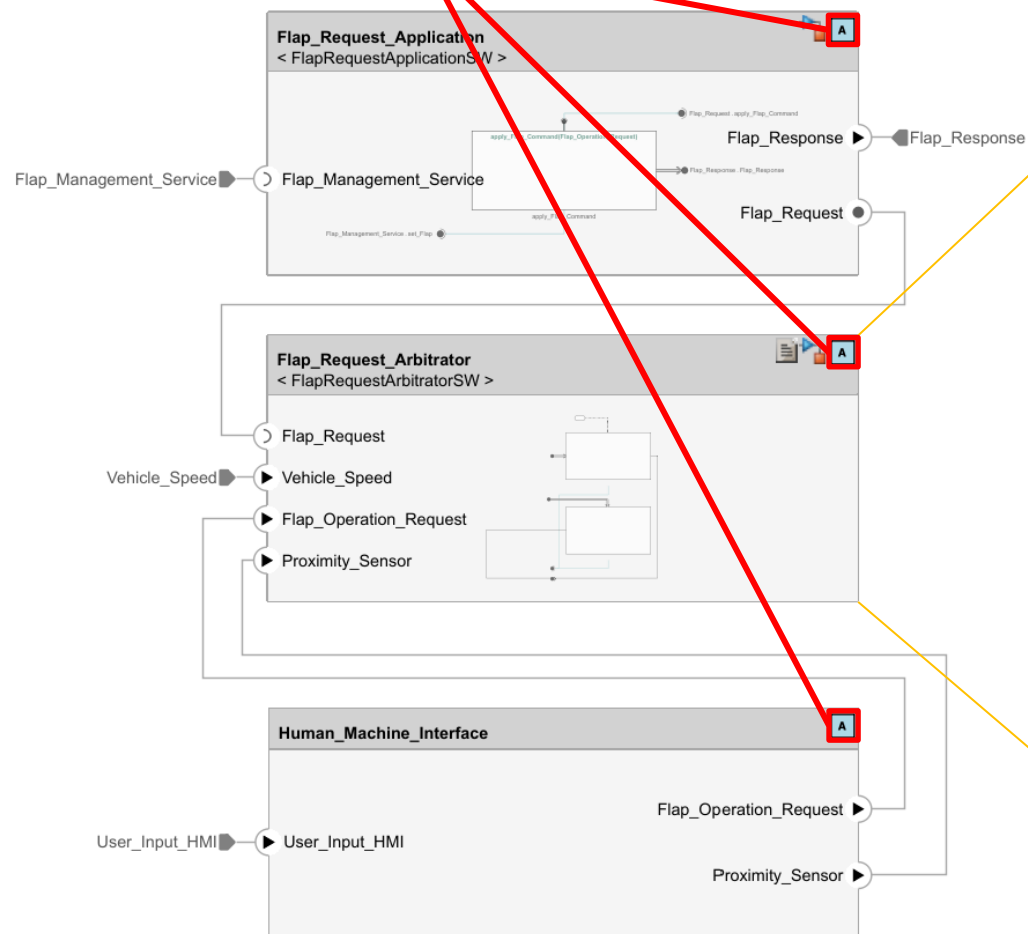 Flap_Request_Application
A
< FlapRequestApplicationSW >
Flap_Request . apply_Flap_Command
Flap_Response
Flap_Response
Flap_Response . Flap_Response
Flap_Management_Service
Flap_Management_Service
Flap_Request
Flap_Management_Service . set_Flap
Flap_Request_Arbitrator
A
< FlapRequestArbitratorSW >
Flap_Request
Vehicle_Speed
Vehicle_Speed
Flap_Operation_Request
Proximity_Sensor
Human_Machine_Interface
A
Flap_Operation_Request
User_Input_HMI
User_Input_HMI
Proximity_Sensor